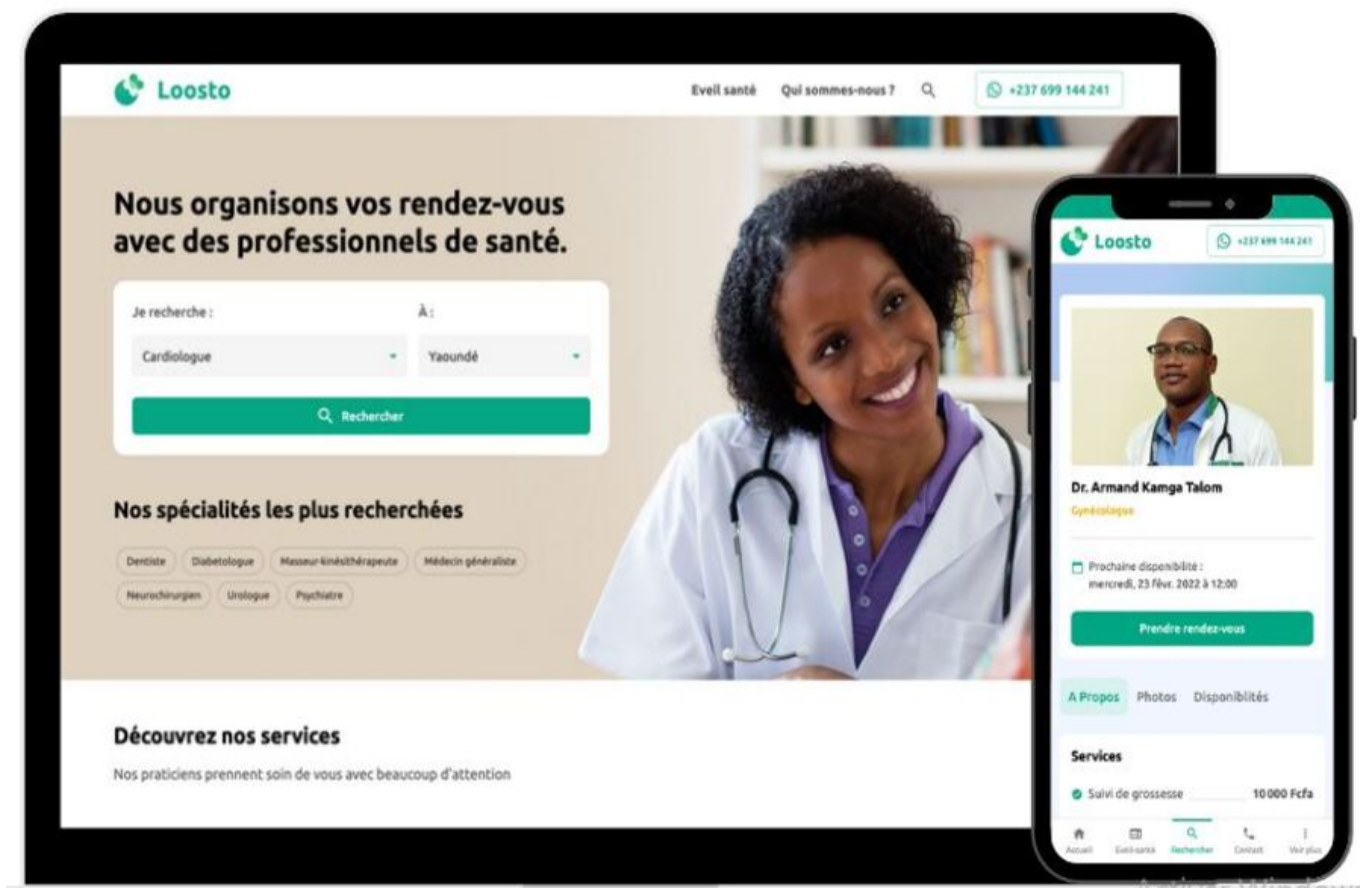 Loosto
Eveil santé
Qui sommes-nous ?
+237 699 144 241
Nous organisons vos rendez-vous
avec des professionnels de santé.
Je recherche :
À :
Cardiologue
Yaoundé
Rechercher
Nos spécialités les plus recherchées
Dentiste
Diabetologue
Masseur-kinésithérapeute
Médecin généraliste
Neurochirurgien
Urologue
Psychiatre
Découvrez nos services
Nos praticiens prennent soin de vous avec beaucoup d'attention
Loosto
+237 699 144 241
Dr. Armand Kamga Talom
Gynécologue
Prochaine disponibilité :
mercredi, 23 févr. 2022 à 12:00
Prendre rendez-vous
A Propos
Photos
Disponiblités
Services
Suivi de grossesse
10 000 Fcfa
Accueil
Eveil-santé
Rechercher
Contact
Voir plus